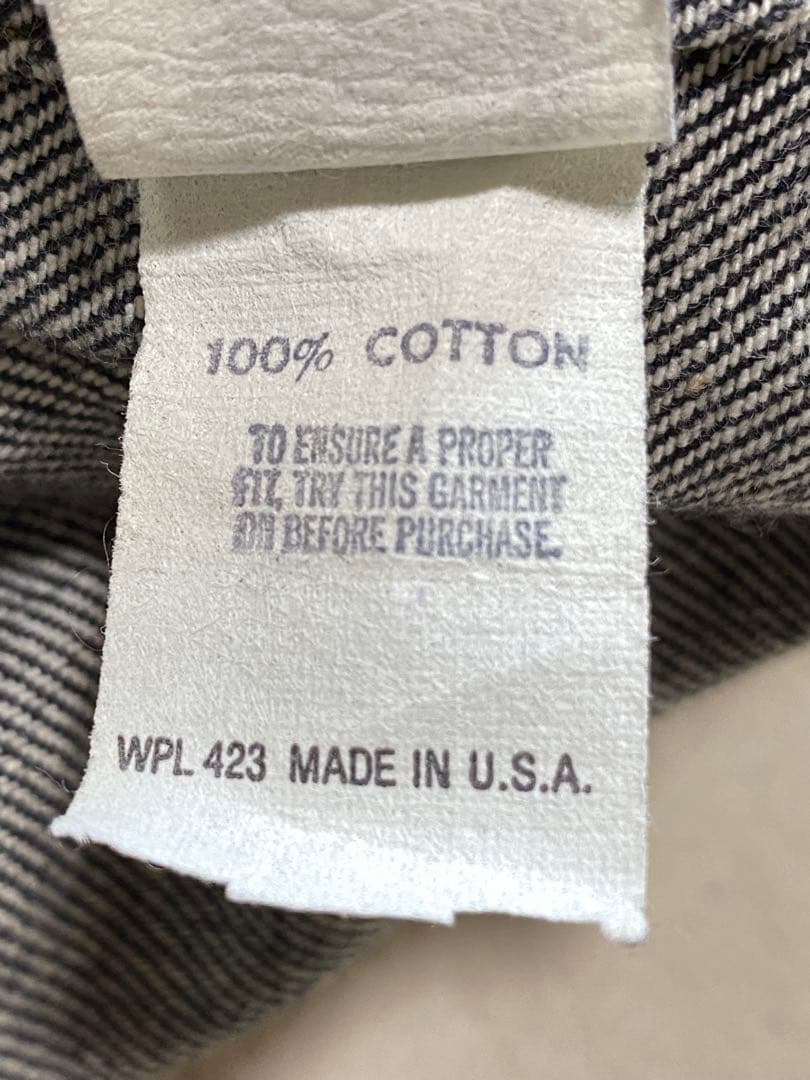 100% COTTON
TO ENSURE A PROPER
FIT, TRY THIS GARMENT
ON BEFORE PURCHASE.
WPL 423 MADE IN U.S.A.